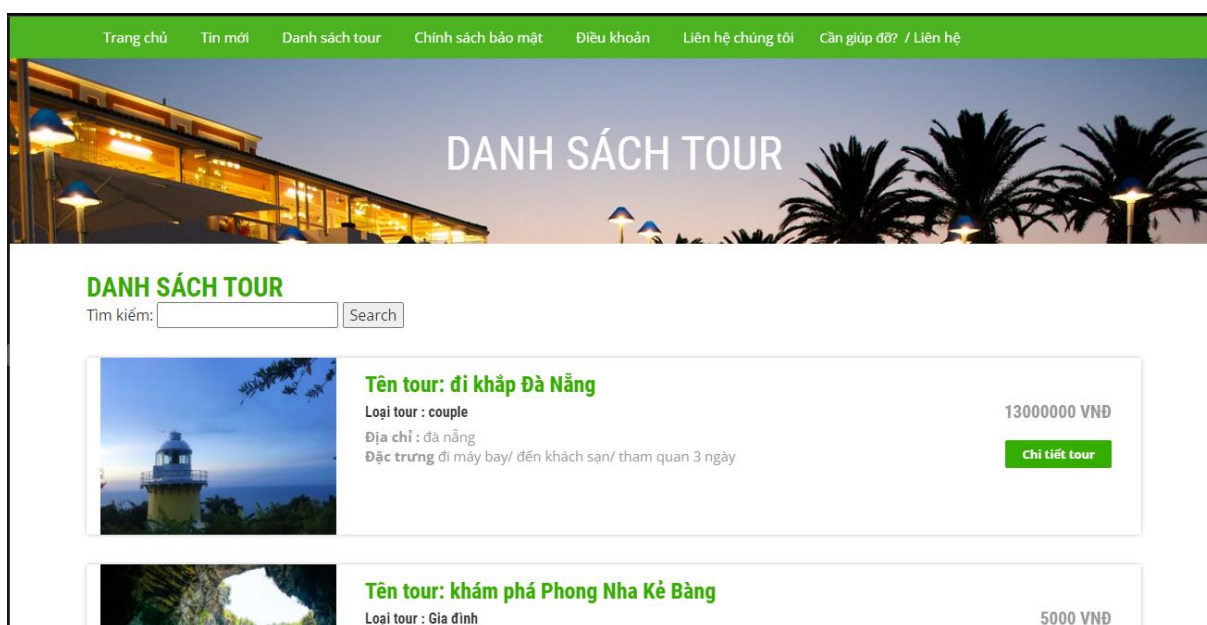 Trang chủ Tin mới Danh sách tour Chính sách bảo mật Điều khoản Liên hệ chúng tôi Cần giúp đỡ? / Liên hệ
DANH SÁCH TOUR
DANH SÁCH TOUR
Tìm kiếm: Search
Tên tour: đi khắp Đà Nẵng
Loại tour : couple
13000000 VNĐ
Địa chỉ : đà nẵng
Đặc trưng đi máy bay/ đến khách sạn/ tham quan 3 ngày
Chi tiết tour
Tên tour: khám phá Phong Nha Kẻ Bàng
Loại tour : Gia đình
5000 VNĐ